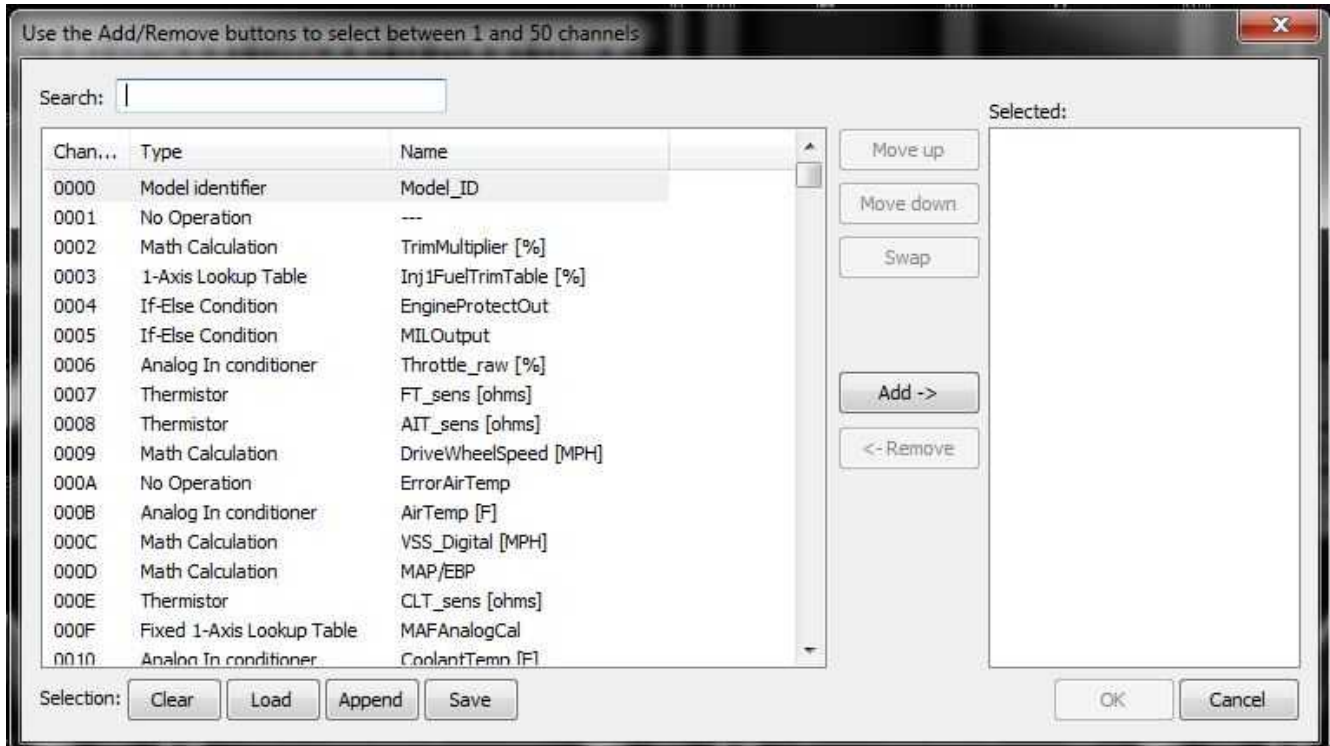 Use the Add/Remove buttons to select between 1 and 50 channels
Search:
Selected:
Chan... Type Name
0000 Model identifier Model_ID
0001 No Operation ---
0002 Math Calculation TrimMultiplier [%]
0003 1-Axis Lookup Table Inj1FuelTrimTable [%]
0004 If-Else Condition EngineProtectOut
0005 If-Else Condition MILOutput
0006 Analog In conditioner Throttle_raw [%]
0007 Thermistor FT_sens [ohms]
0008 Thermistor AIT_sens [ohms]
0009 Math Calculation DriveWheelSpeed [MPH]
000A No Operation ErrorAirTemp
000B Analog In conditioner AirTemp [F]
000C Math Calculation VSS_Digital [MPH]
000D Math Calculation MAP/EBP
000E Thermistor CLT_sens [ohms]
000F Fixed 1-Axis Lookup Table MAFAnalogCal
0010 Analog In conditioner CoolantTemp [F]
Move up
Move down
Swap
Add ->
<- Remove
Selection: Clear Load Append Save
OK Cancel